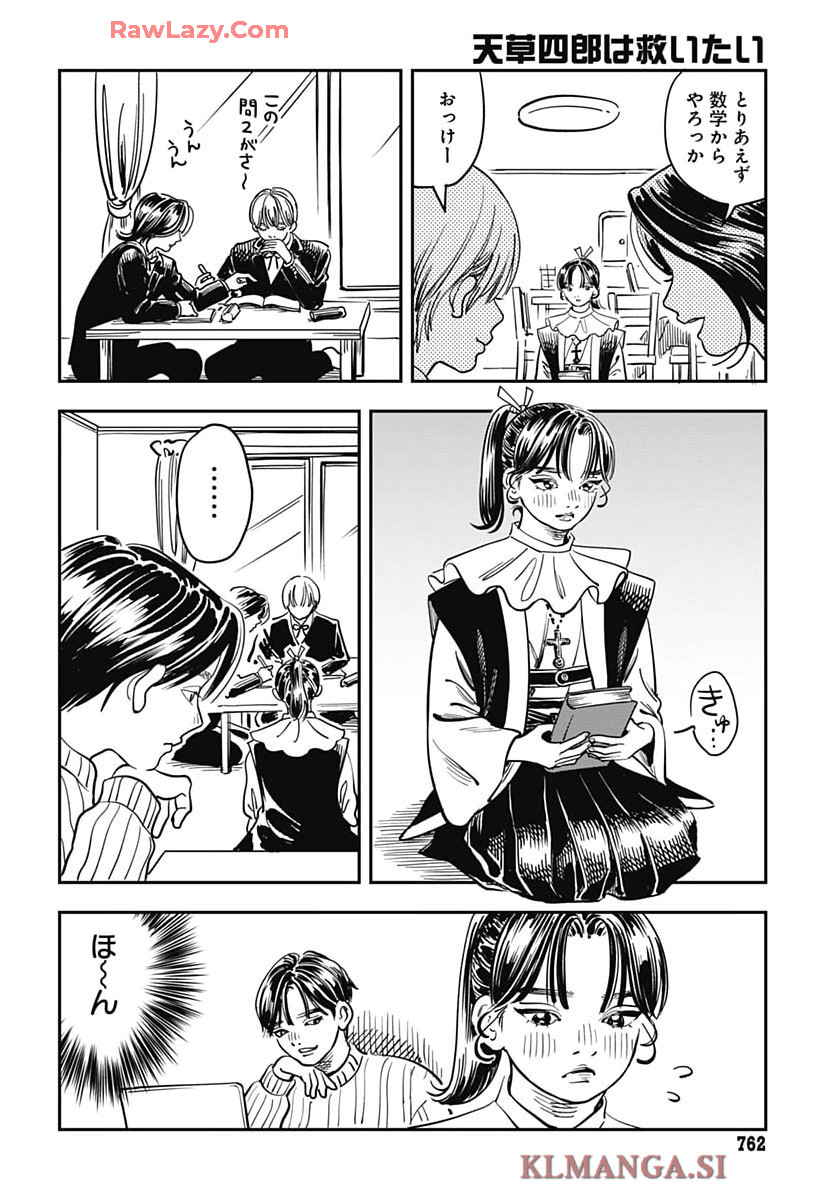 RawLazy.Com
天草四郎は救いたい
とりあえず
数学から
やろっか
おっけー
この
問2がさ〜
うんうん
きゅ…
……
ほ〜ん
762
KLMANGA.SI